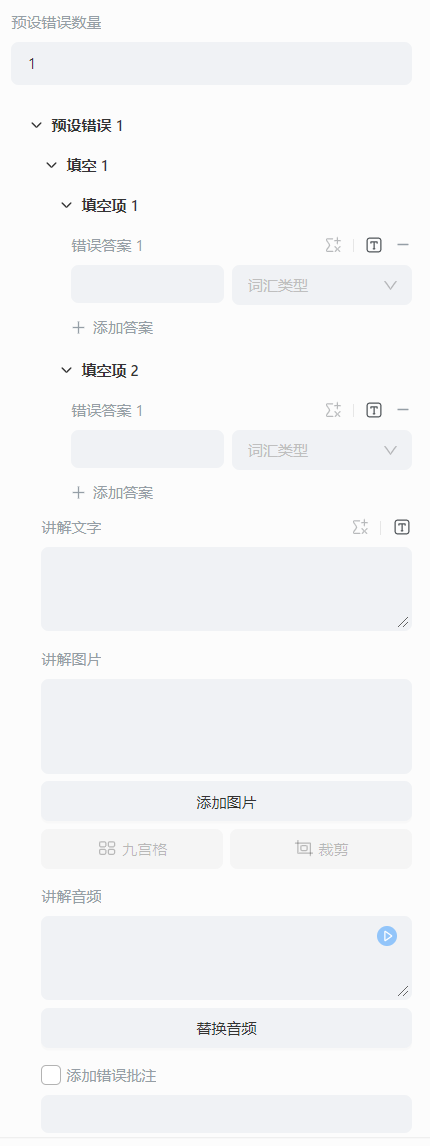 预设错误数量
1
预设错误 1
填空 1
填空项 1
错误答案 1
词汇类型
添加答案
填空项 2
错误答案 1
词汇类型
添加答案
讲解文字
讲解图片
添加图片
九宫格 裁剪
讲解音频
替换音频
添加错误批注